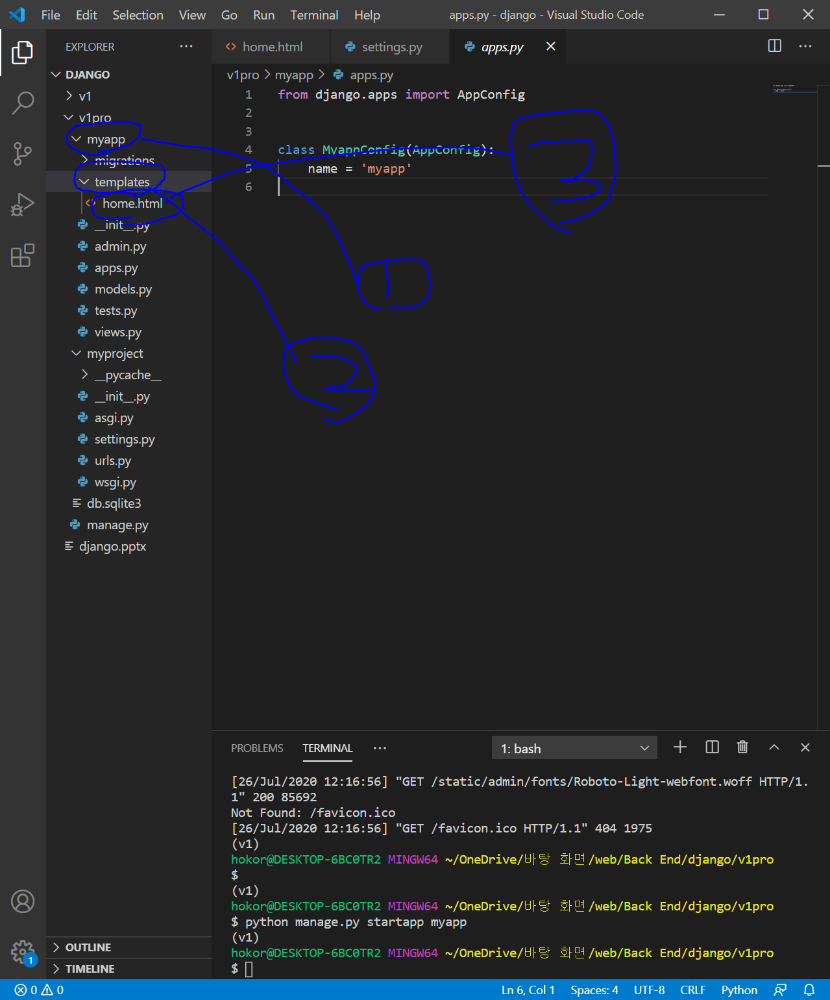 File Edit Selection View Go Run Terminal Help apps.py - django - Visual Studio Code
EXPLORER
DJANGO
v1
v1pro
myapp
migrations
templates
home.html
__init__.py
admin.py
apps.py
models.py
tests.py
views.py
myproject
__pycache__
__init__.py
asgi.py
settings.py
urls.py
wsgi.py
db.sqlite3
manage.py
django.pptx
OUTLINE
TIMELINE
home.html settings.py apps.py
v1pro > myapp > apps.py
1 from django.apps import AppConfig
2
3
4 class MyappConfig(AppConfig):
5 name = 'myapp'
6
3
1
2
PROBLEMS TERMINAL 1: bash
[26/Jul/2020 12:16:56] "GET /static/admin/fonts/Roboto-Light-webfont.woff HTTP/1.
1" 200 85692
Not Found: /favicon.ico
[26/Jul/2020 12:16:56] "GET /favicon.ico HTTP/1.1" 404 1975
(v1)
hokor@DESKTOP-6BC0TR2 MINGW64 ~/OneDrive/바탕 화면/web/Back End/django/v1pro
$
(v1)
hokor@DESKTOP-6BC0TR2 MINGW64 ~/OneDrive/바탕 화면/web/Back End/django/v1pro
$ python manage.py startapp myapp
(v1)
hokor@DESKTOP-6BC0TR2 MINGW64 ~/OneDrive/바탕 화면/web/Back End/django/v1pro
$
1
0 0 Ln 6, Col 1 Spaces: 4 UTF-8 CRLF Python